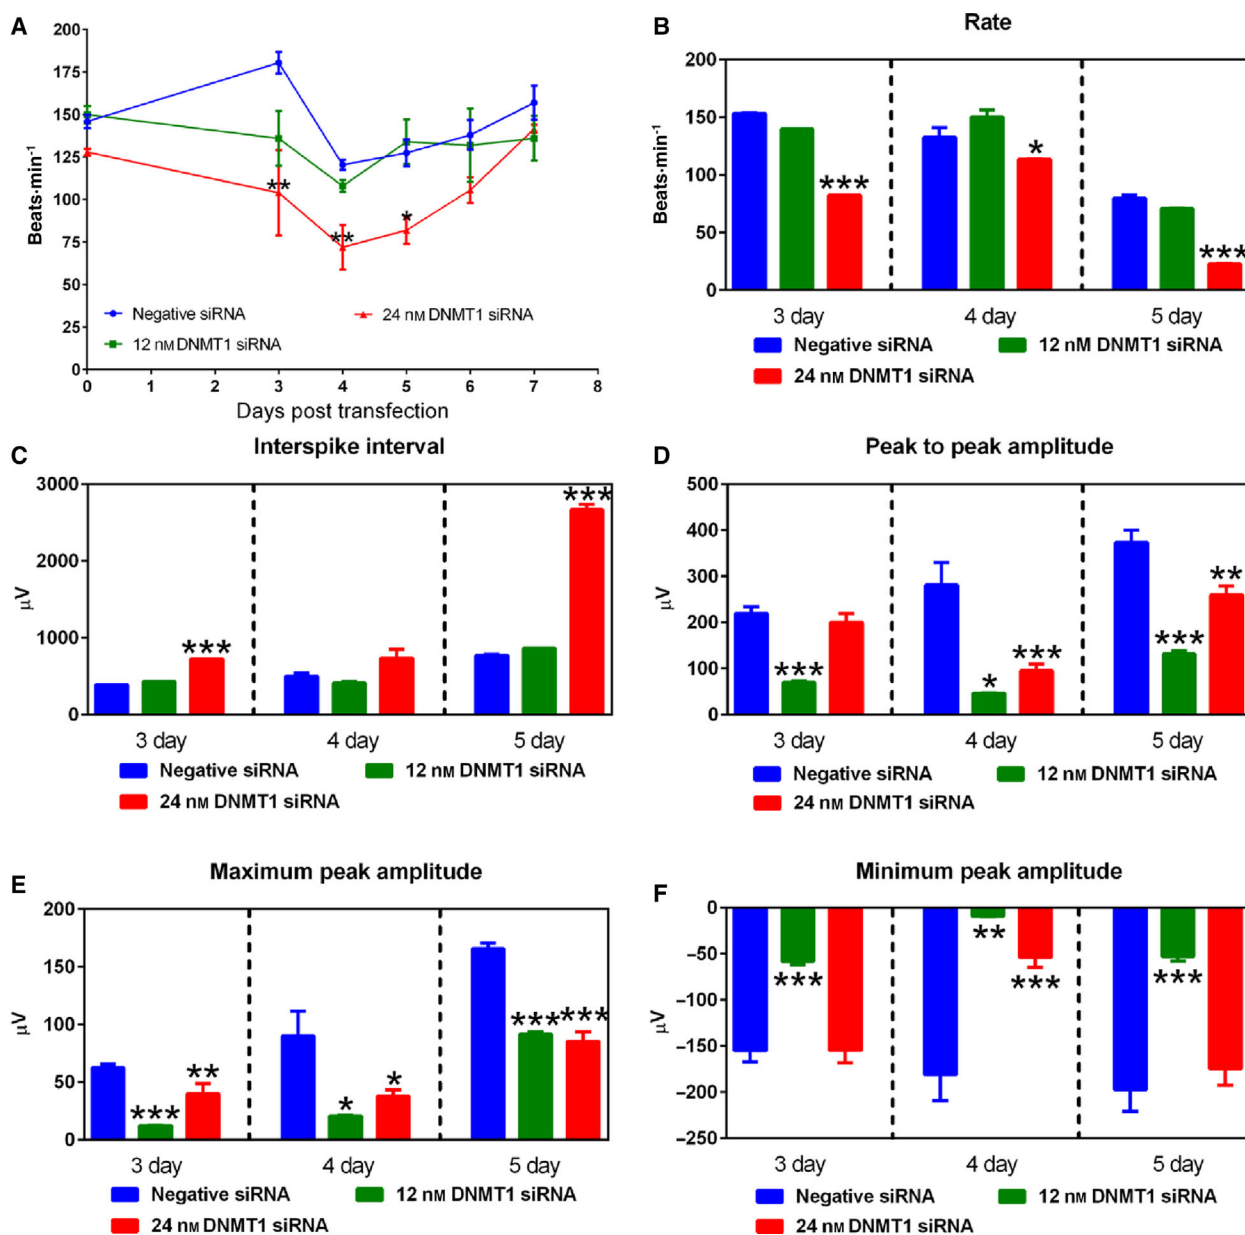 A
200
175
150
125
100
75
50
25
0
Beats·min⁻¹
**
**
*
Negative siRNA
24 nM DNMT1 siRNA
12 nM DNMT1 siRNA
0 1 2 3 4 5 6 7 8
Days post transfection
B
Rate
200
150
100
50
0
Beats·min⁻¹
***
*
***
3 day 4 day 5 day
Negative siRNA
12 nM DNMT1 siRNA
24 nM DNMT1 siRNA
C
Interspike interval
3000
2000
1000
0
µV
***
***
3 day 4 day 5 day
Negative siRNA
12 nM DNMT1 siRNA
24 nM DNMT1 siRNA
D
Peak to peak amplitude
500
400
300
200
100
0
µV
***
*
***
***
**
3 day 4 day 5 day
Negative siRNA
12 nM DNMT1 siRNA
24 nM DNMT1 siRNA
E
Maximum peak amplitude
200
150
100
50
0
µV
***
**
*
*
***
***
3 day 4 day 5 day
Negative siRNA
12 nM DNMT1 siRNA
24 nM DNMT1 siRNA
F
Minimum peak amplitude
0
−50
−100
−150
−200
−250
µV
***
**
***
***
3 day 4 day 5 day
Negative siRNA
12 nM DNMT1 siRNA
24 nM DNMT1 siRNA